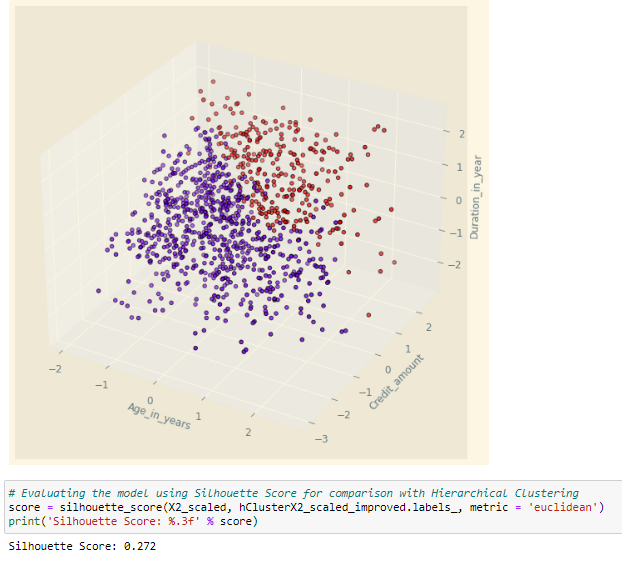 2
1
0
−1
−2
Duration_in_year
2
1
0
−1
−2
−3
Credit_amount
−2
−1
0
1
2
Age_in_years
# Evaluating the model using Silhouette Score for comparison with Hierarchical Clustering
score = silhouette_score(X2_scaled, hClusterX2_scaled_improved.labels_, metric = 'euclidean')
print('Silhouette Score: %.3f' % score)
Silhouette Score: 0.272